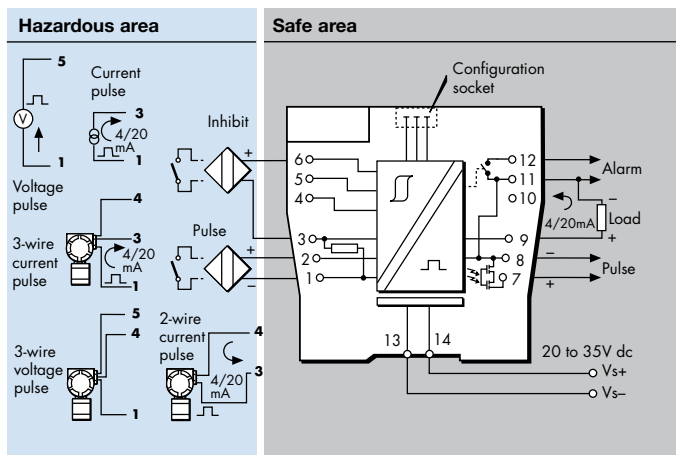 Hazardous area
Safe area
5
V
1
Voltage
pulse
Current
pulse
3
4/20
mA
1
Inhibit
+
Configuration
socket
6
5
4
3
2
1
12
11
10
9
8
7
Alarm
4/20mA
–
Load
+
–
Pulse
+
3-wire
current
pulse
4
3
4/20
mA
1
Pulse
+
–
3-wire
voltage
pulse
5
4
1
2-wire
current
pulse
4
4/20
mA
3
13
14
20 to 35V dc
Vs+
Vs–